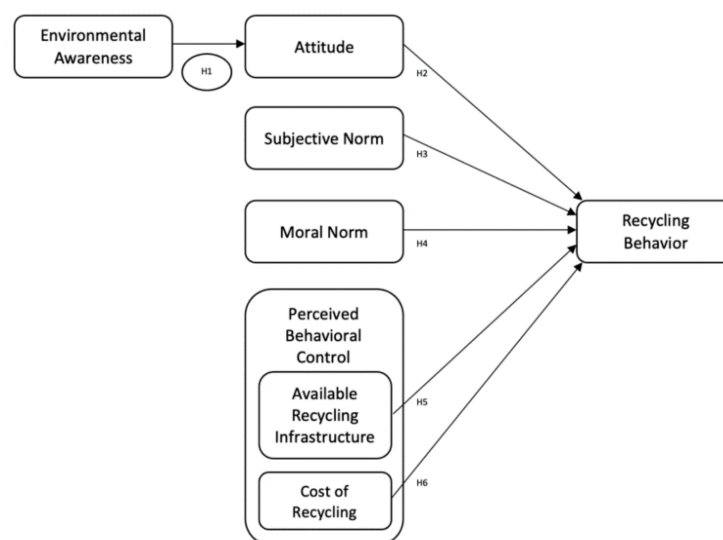 Environmental
Awareness
H1
Attitude
H2
Subjective Norm
H3
Moral Norm
H4
Recycling
Behavior
Perceived
Behavioral
Control
Available
Recycling
Infrastructure
H5
Cost of
Recycling
H6